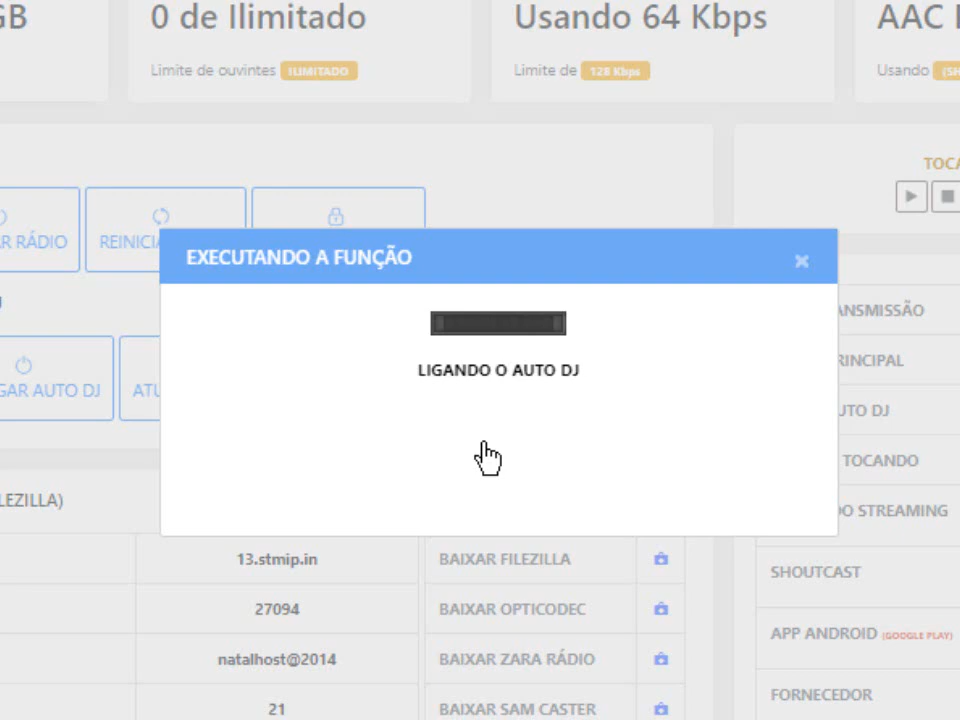 GB
0 de Ilimitado
Usando 64 Kbps
AAC
Limite de ouvintes ILIMITADO
Limite de 128 Kbps
Usando (SH
TOCA
R RÁDIO
REINICIA
EXECUTANDO A FUNÇÃO
LIGANDO O AUTO DJ
GAR AUTO DJ
ATU
ANSMISSÃO
RINCIPAL
UTO DJ
TOCANDO
DO STREAMING
LEZILLA)
13.stmip.in
BAIXAR FILEZILLA
SHOUTCAST
27094
BAIXAR OPTICODEC
APP ANDROID (GOOGLE PLAY)
natalhost@2014
BAIXAR ZARA RÁDIO
FORNECEDOR
21
BAIXAR SAM CASTER